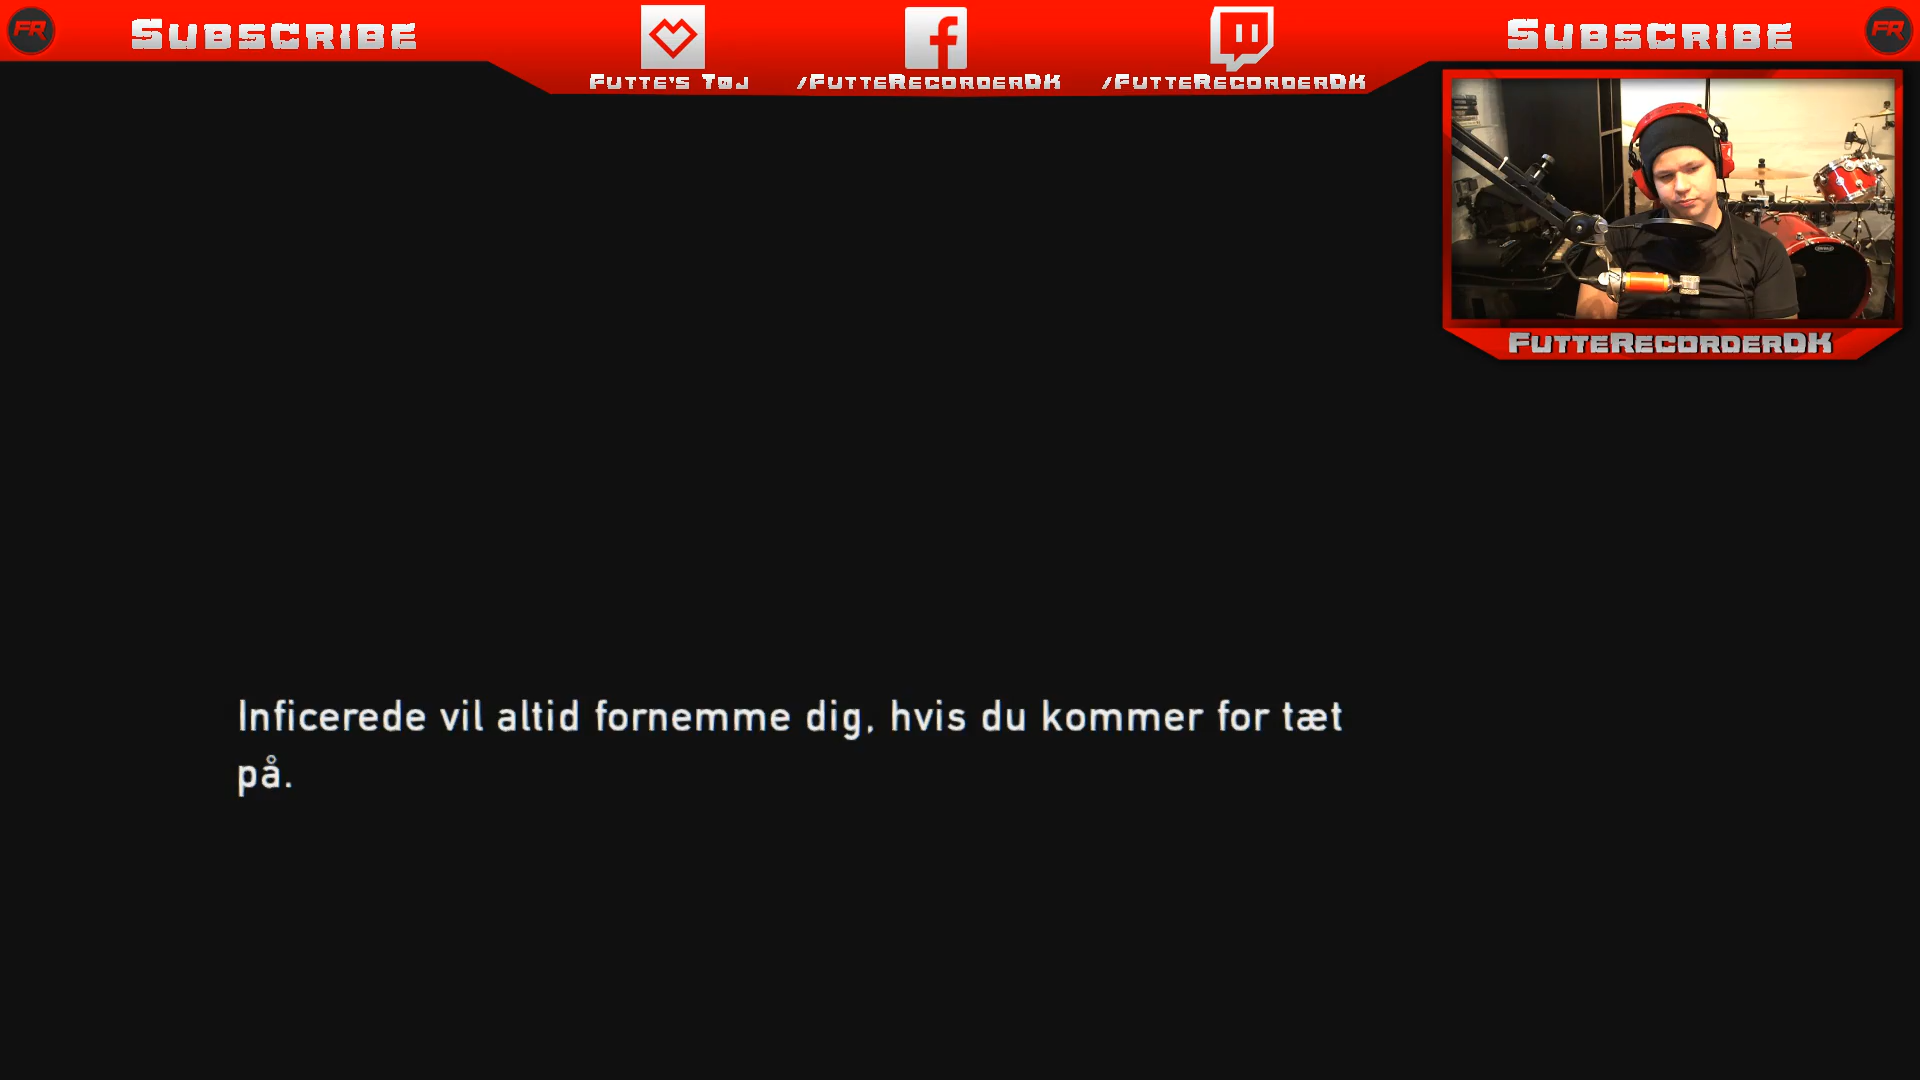 FR
SUBSCRIBE
FUTTE'S TØJ
/FUTTERECORDERDK
/FUTTERECORDERDK
SUBSCRIBE
FR
FUTTERECORDERDK
Inficerede vil altid fornemme dig, hvis du kommer for tæt
på.